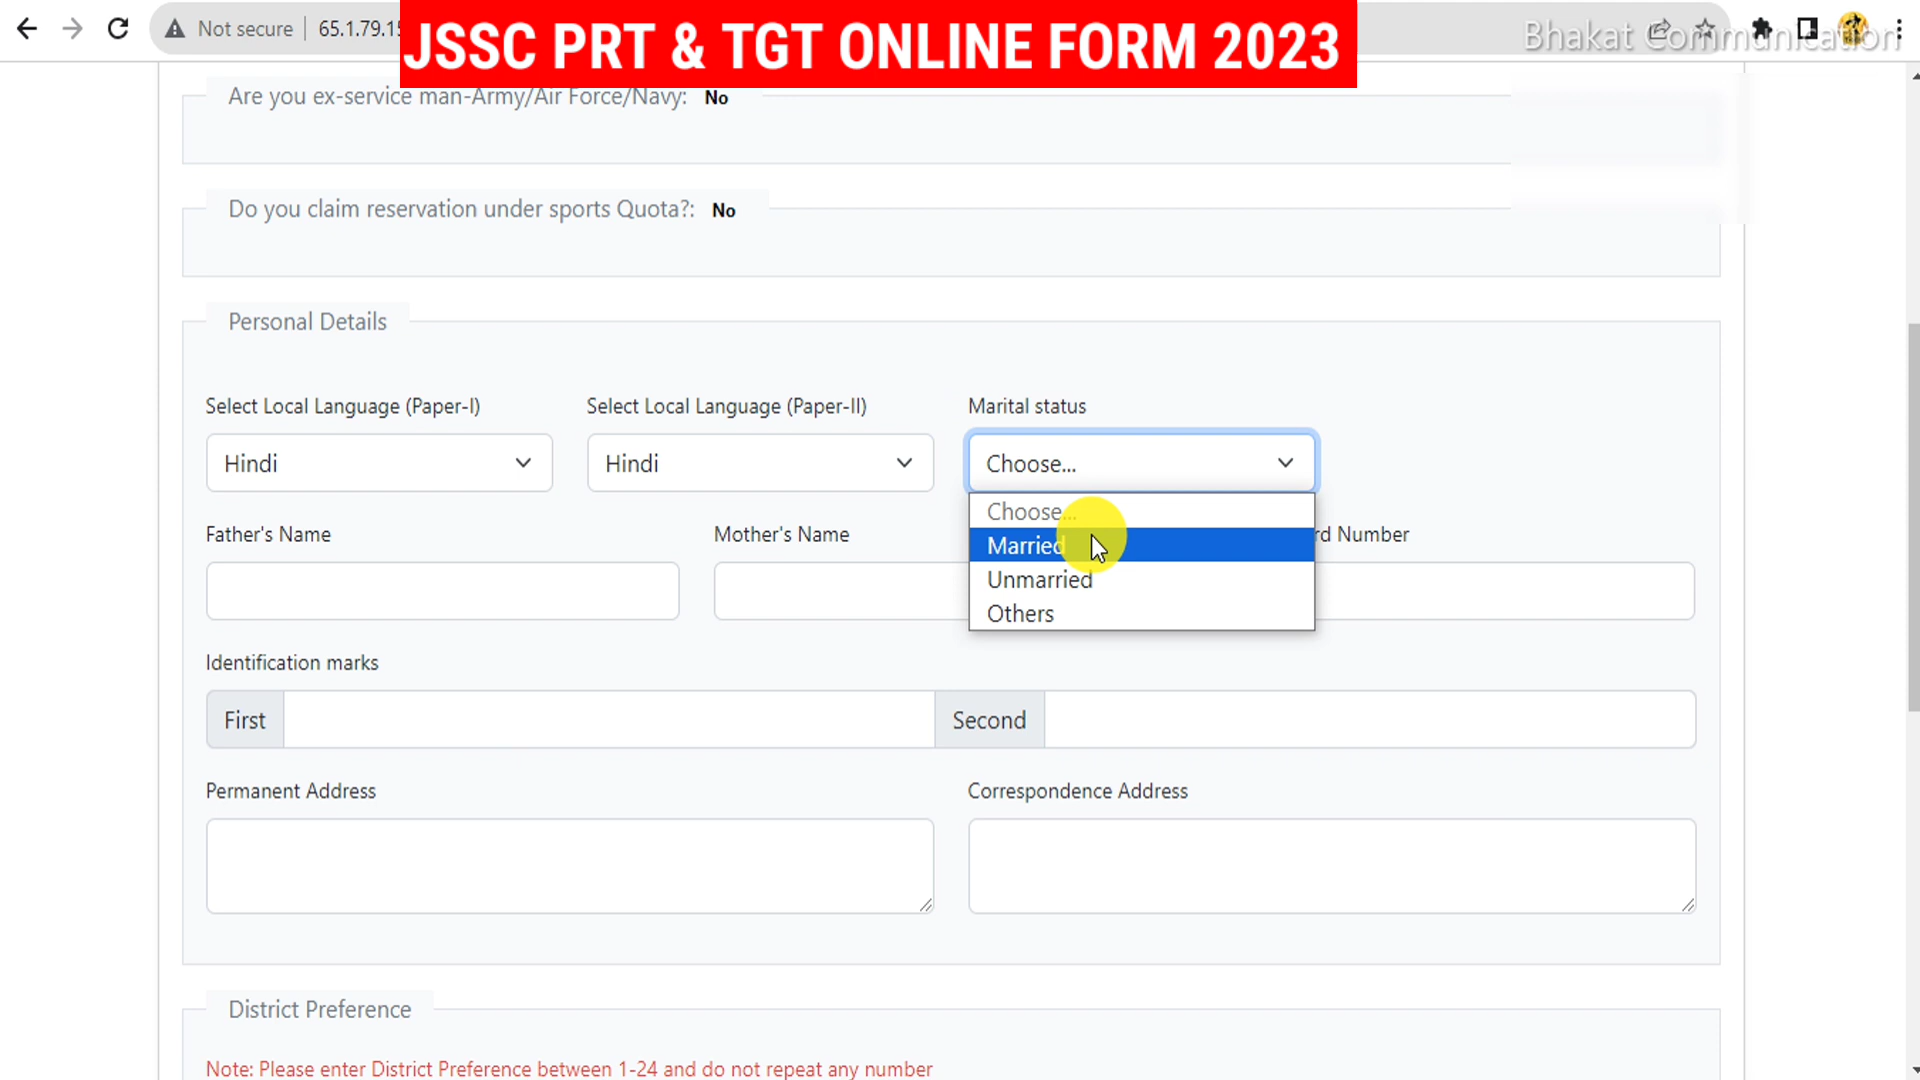 Not secure
65.1.79.15
JSSC PRT & TGT ONLINE FORM 2023
Bhakat Communication
Are you ex-service man-Army/Air Force/Navy: No
Do you claim reservation under sports Quota?: No
Personal Details
Select Local Language (Paper-I)
Select Local Language (Paper-II)
Marital status
Hindi
Hindi
Choose...
Choose...
Married
Unmarried
Others
Father's Name
Mother's Name
Number
Identification marks
First
Second
Permanent Address
Correspondence Address
District Preference
Note: Please enter District Preference between 1-24 and do not repeat any number